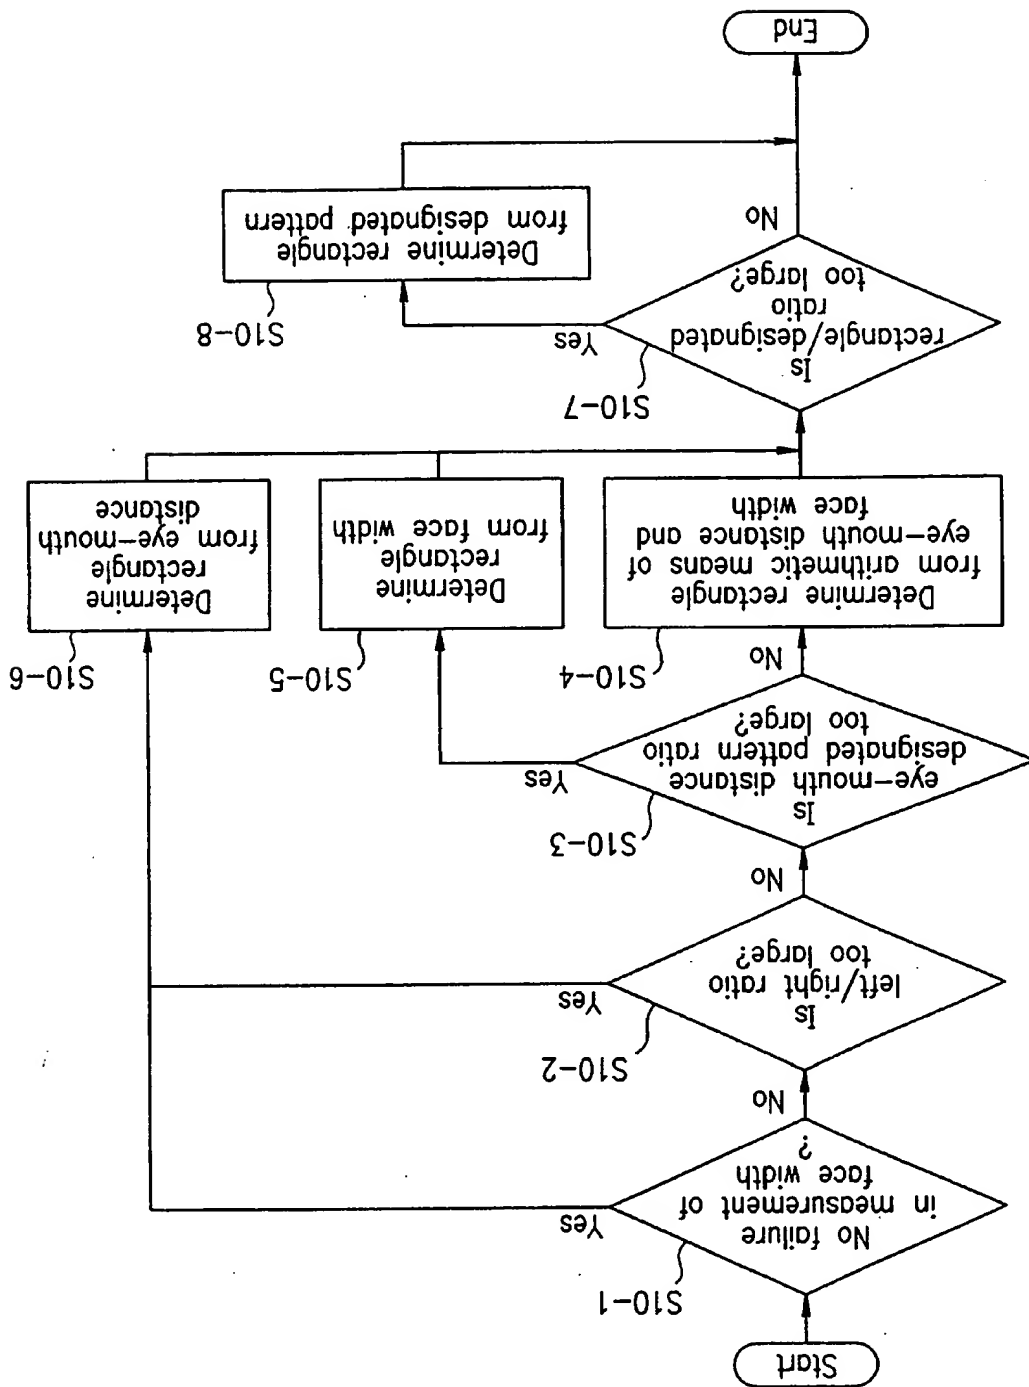 Start
S10-1
No failure
in measurement of
face width
?
Yes
No
S10-2
Is
left/right ratio
too large?
Yes
No
S10-3
Is
eye-mouth distance
designated pattern ratio
too large?
Yes
No
S10-4
Determine rectangle
from arithmetic means of
eye-mouth distance and
face width
S10-5
Determine
rectangle
from face width
S10-6
Determine
rectangle
from eye-mouth
distance
S10-7
Is
rectangle/designated
ratio
too large?
Yes
No
S10-8
Determine rectangle
from designated pattern
End